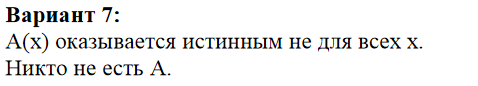 Вариант 7:
A(x) оказывается истинным не для всех x.
Никто не есть A.